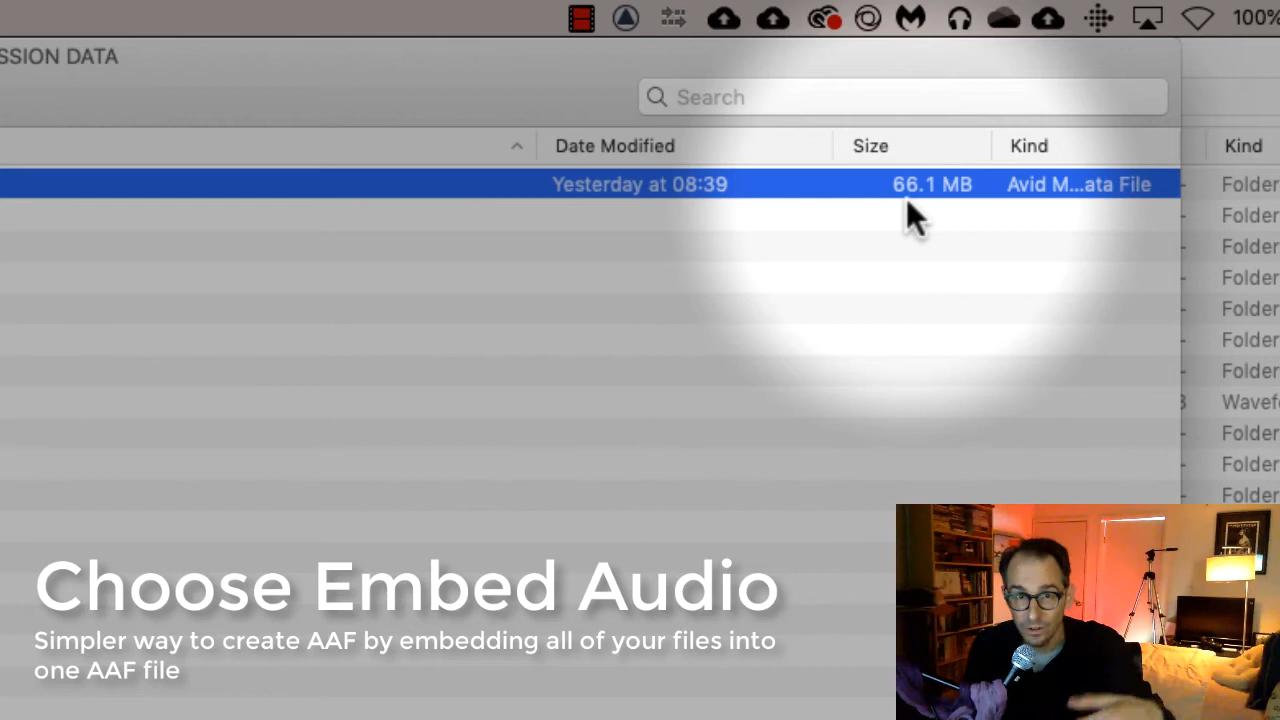 100%
SSION DATA
Search
Date Modified Size Kind Kind
Yesterday at 08:39 66.1 MB Avid M...ata File - Folder
- Folder
- Folder
- Folder
- Folder
- Folder
- Folder
3 Wavef
- Folder
- Folder
- Folder
Choose Embed Audio
Simpler way to create AAF by embedding all of your files into
one AAF file